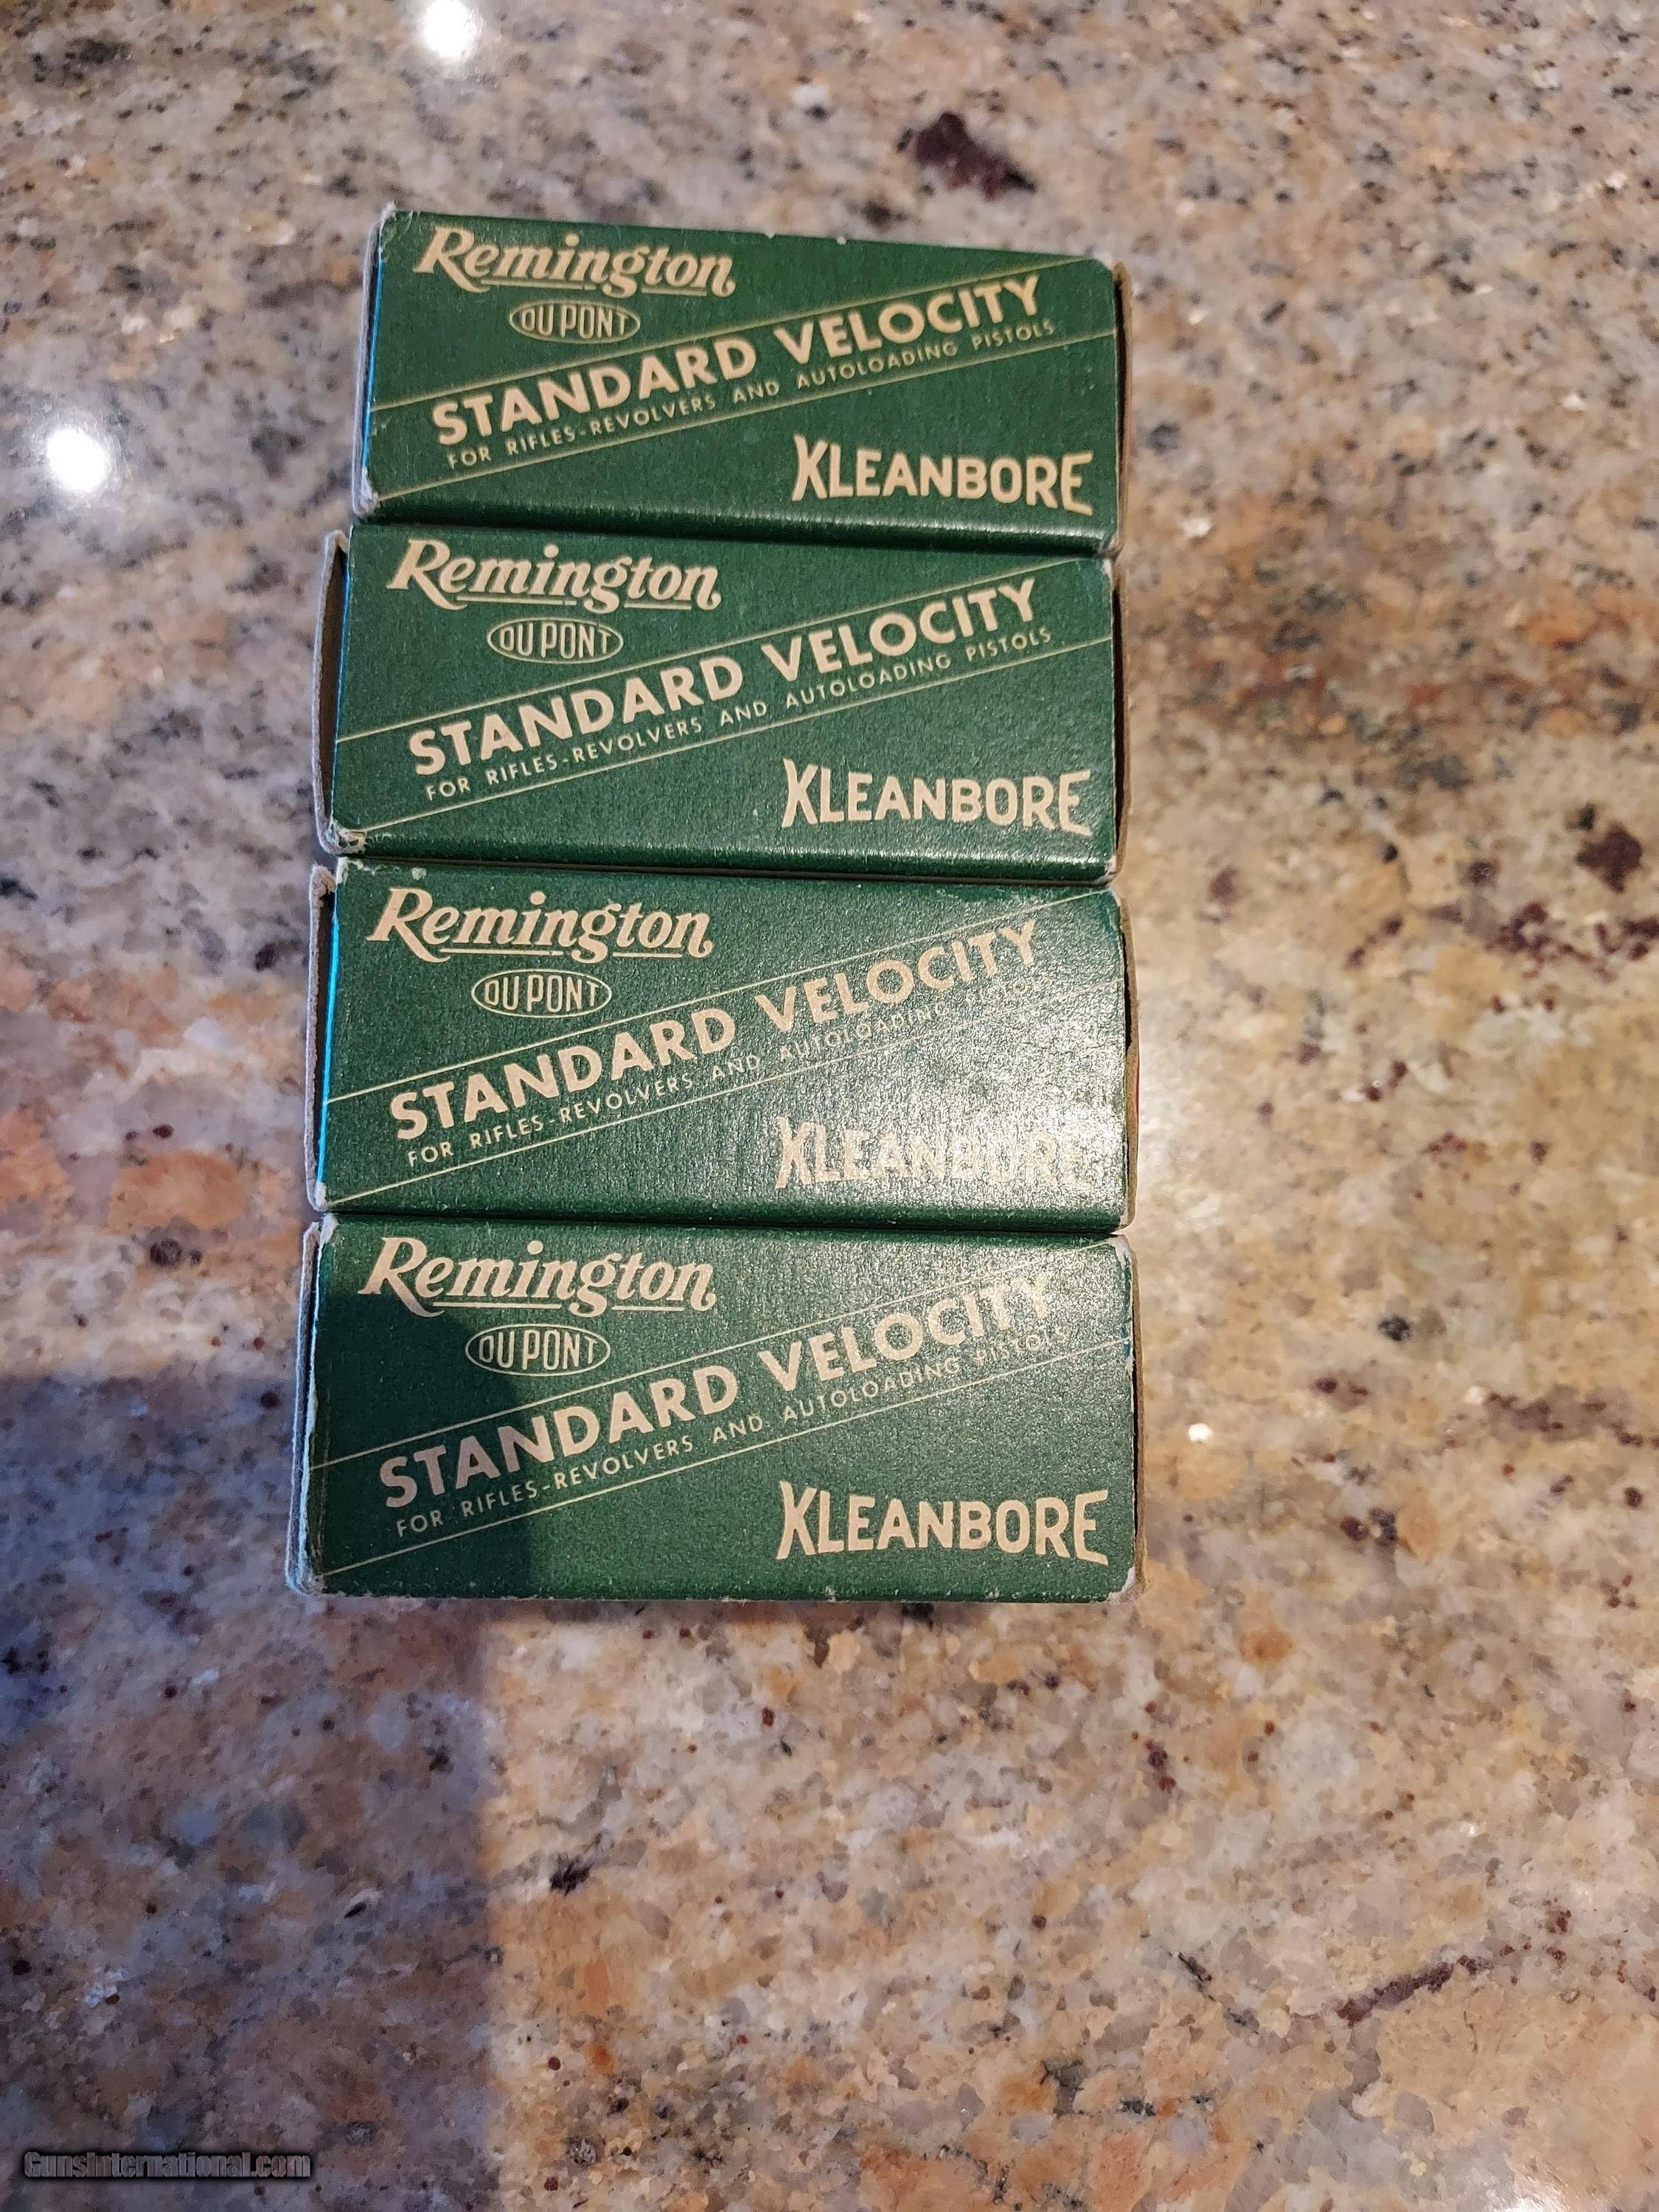 Remington
DU PONT
STANDARD VELOCITY
FOR RIFLES-REVOLVERS AND AUTOLOADING PISTOLS
KLEANBORE
Remington
DU PONT
STANDARD VELOCITY
FOR RIFLES-REVOLVERS AND AUTOLOADING PISTOLS
KLEANBORE
Remington
DU PONT
STANDARD VELOCITY
FOR RIFLES-REVOLVERS AND AUTOLOADING PISTOLS
KLEANBORE
Remington
DU PONT
STANDARD VELOCITY
FOR RIFLES-REVOLVERS AND AUTOLOADING PISTOLS
KLEANBORE
GunsInternational.com